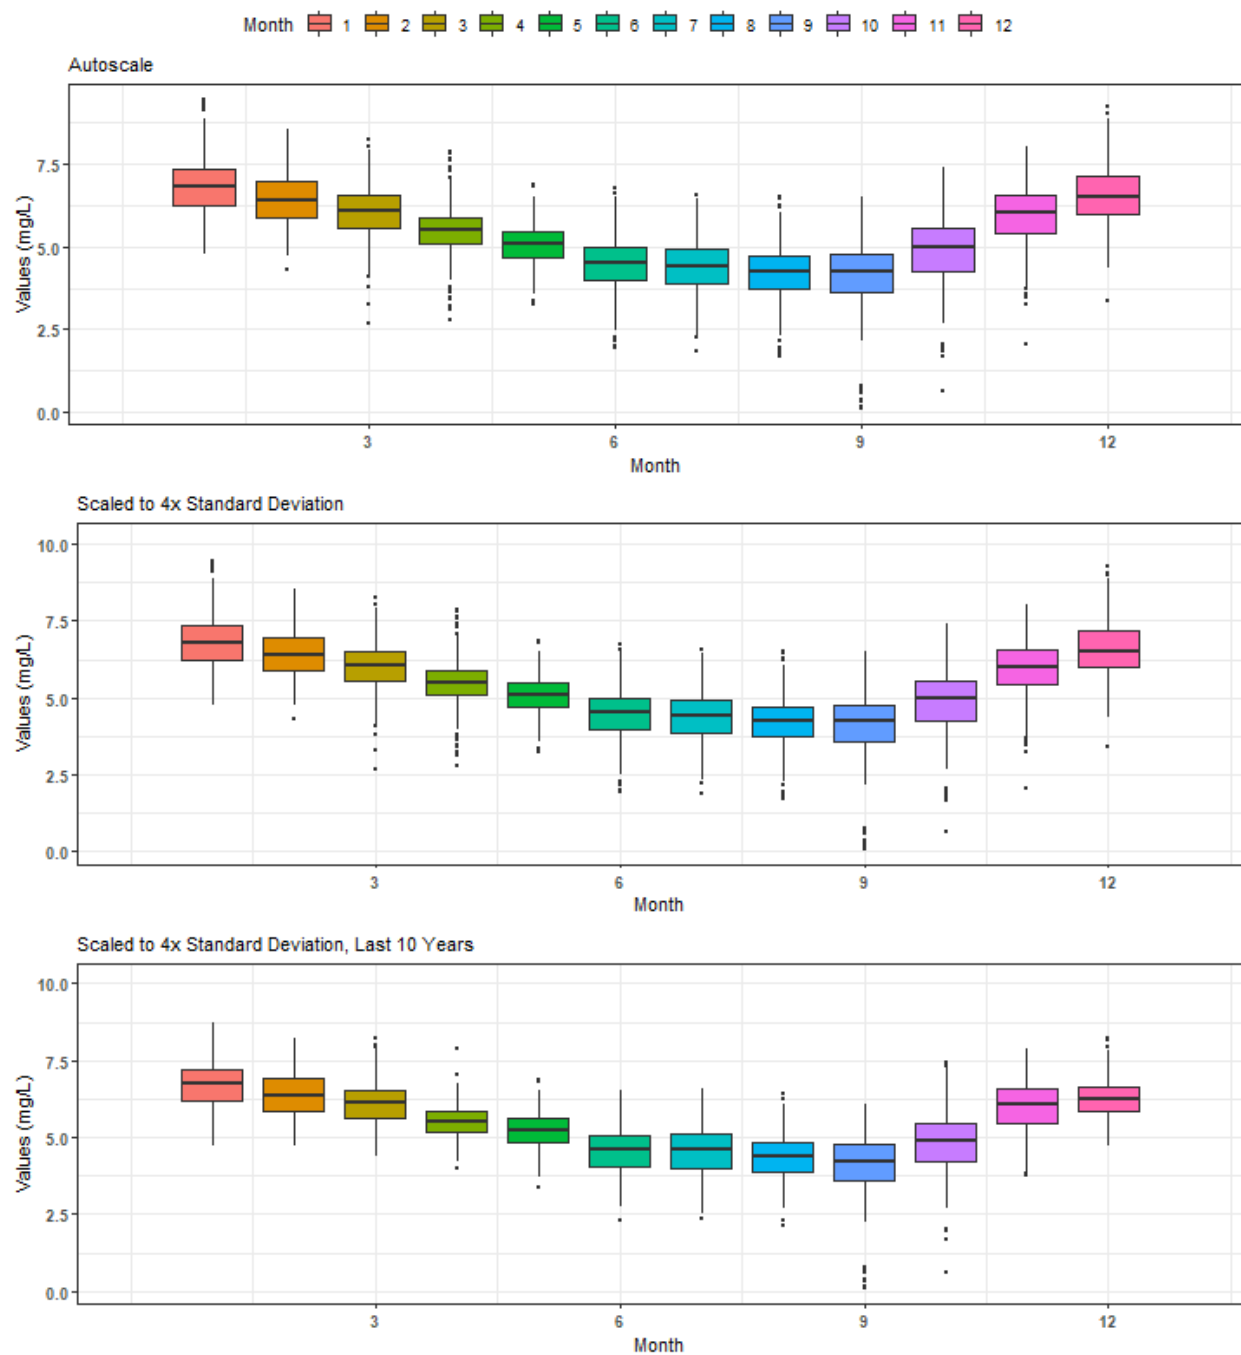 Month 1 2 3 4 5 6 7 8 9 10 11 12
Autoscale
Values (mg/L)
7.5
5.0
2.5
0.0
3 6 9 12
Month
Scaled to 4x Standard Deviation
Values (mg/L)
10.0
7.5
5.0
2.5
0.0
3 6 9 12
Month
Scaled to 4x Standard Deviation, Last 10 Years
Values (mg/L)
10.0
7.5
5.0
2.5
0.0
3 6 9 12
Month